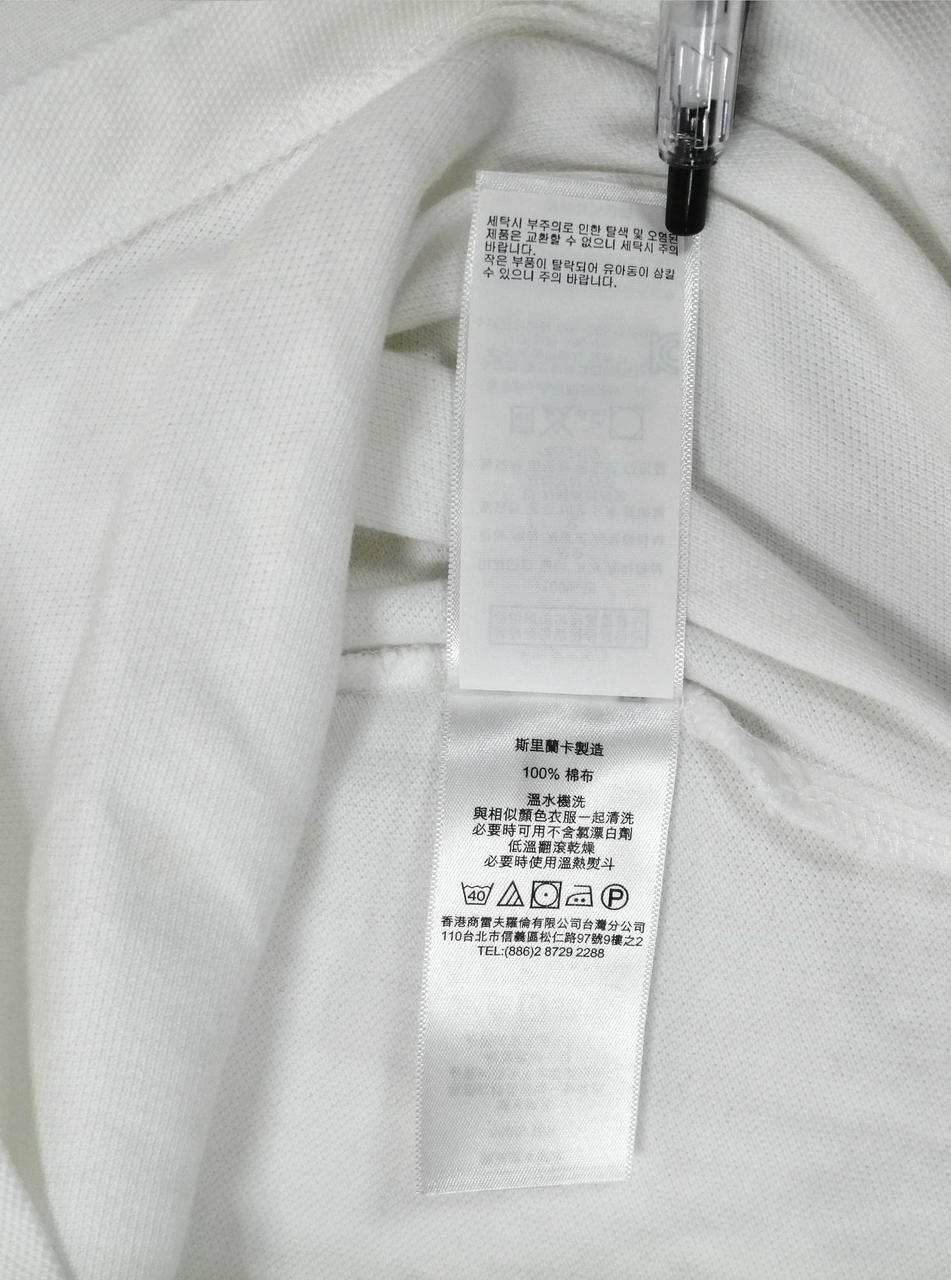 세탁시 부주의로 인한 탈색 및 오염된
제품은 교환할 수 없으니 세탁시 주의
바랍니다.
작은 부품이 탈락되어 유아동이 삼킬
수 있으니 주의 바랍니다.
斯里蘭卡製造
100% 棉布
溫水機洗
與相似顏色衣服一起清洗
必要時可用不含氯漂白劑
低溫翻滾乾燥
必要時使用溫熱熨斗
40 P
香港商雷夫羅倫有限公司台灣分公司
110台北市信義區松仁路97號9樓之2
TEL:(886)2 8729 2288